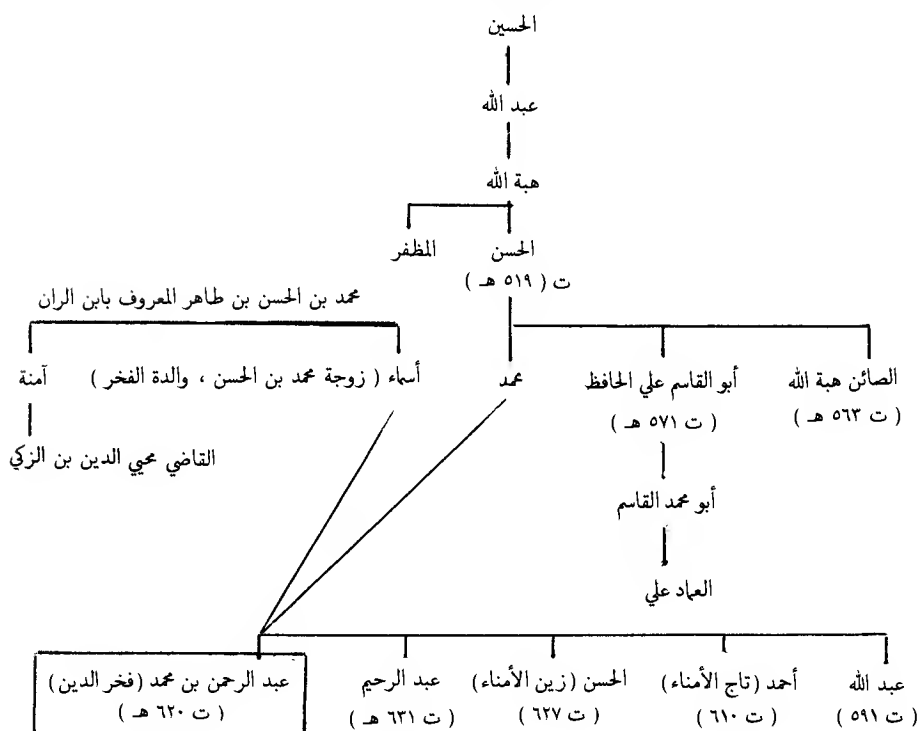 الحسين
عبد الله
هبة الله
الحسن
ت ( ٥١٩ هـ )
المظفر
محمد بن الحسن بن طاهر المعروف بابن الران
الصائن هبة الله
( ت ٥٦٣ هـ )
أبو القاسم علي الحافظ
( ت ٥٧١ هـ )
محمد
أسماء ( زوجة محمد بن الحسن ، والدة الفخر )
آمنة
القاضي محيي الدين بن الزكي
أبو محمد القاسم
العماد علي
عبد الله
( ت ٥٩١ )
أحمد (تاج الأمناء)
( ت ٦١٠ )
الحسن (زين الأمناء)
( ت ٦٢٧ )
عبد الرحيم
( ت ٦٣١ هـ )
عبد الرحمن بن محمد (فخر الدين)
( ت ٦٢٠ هـ )